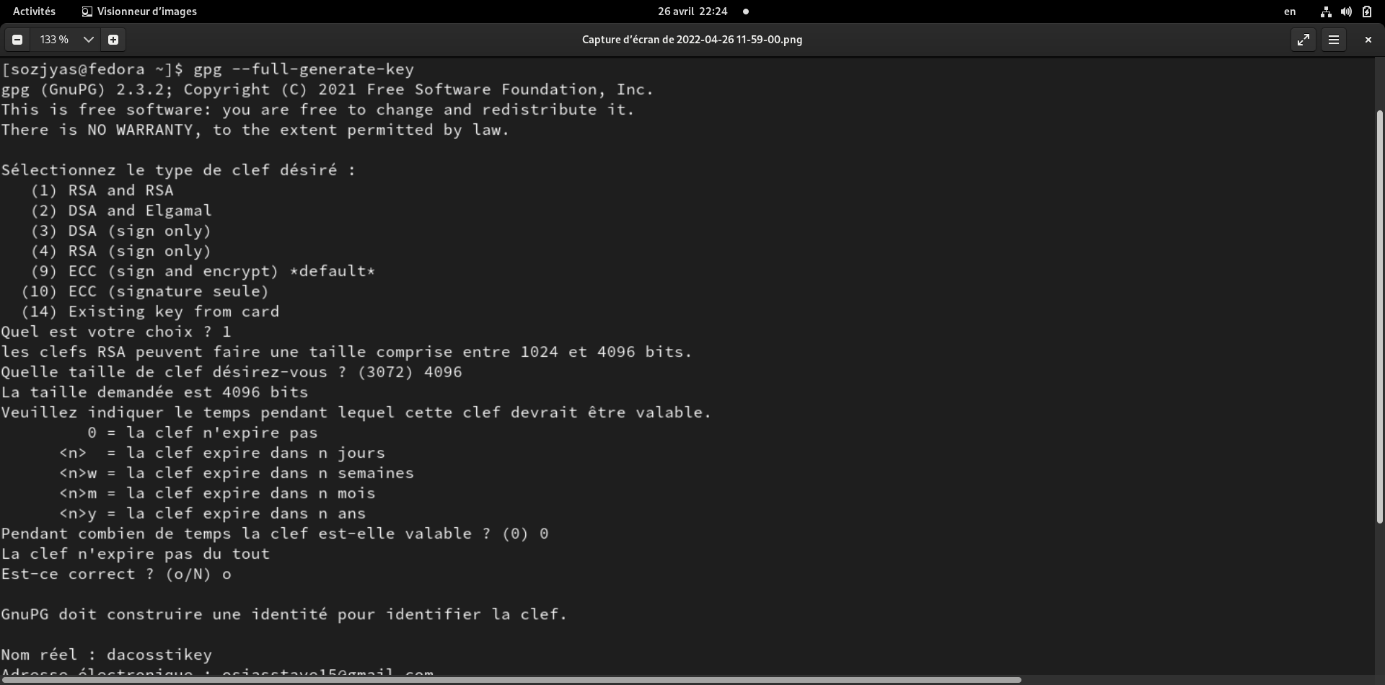 Activités Visionneur d'images 26 avril 22:24 en
133 % Capture d'écran de 2022-04-26 11-59-00.png
[sozjyas@fedora ~]$ gpg --full-generate-key
gpg (GnuPG) 2.3.2; Copyright (C) 2021 Free Software Foundation, Inc.
This is free software: you are free to change and redistribute it.
There is NO WARRANTY, to the extent permitted by law.
Sélectionnez le type de clef désiré :
(1) RSA and RSA
(2) DSA and Elgamal
(3) DSA (sign only)
(4) RSA (sign only)
(9) ECC (sign and encrypt) *default*
(10) ECC (signature seule)
(14) Existing key from card
Quel est votre choix ? 1
les clefs RSA peuvent faire une taille comprise entre 1024 et 4096 bits.
Quelle taille de clef désirez-vous ? (3072) 4096
La taille demandée est 4096 bits
Veuillez indiquer le temps pendant lequel cette clef devrait être valable.
0 = la clef n'expire pas
<n> = la clef expire dans n jours
<n>w = la clef expire dans n semaines
<n>m = la clef expire dans n mois
<n>y = la clef expire dans n ans
Pendant combien de temps la clef est-elle valable ? (0) 0
La clef n'expire pas du tout
Est-ce correct ? (o/N) o
GnuPG doit construire une identité pour identifier la clef.
Nom réel : dacosstikey
Adresse électronique :